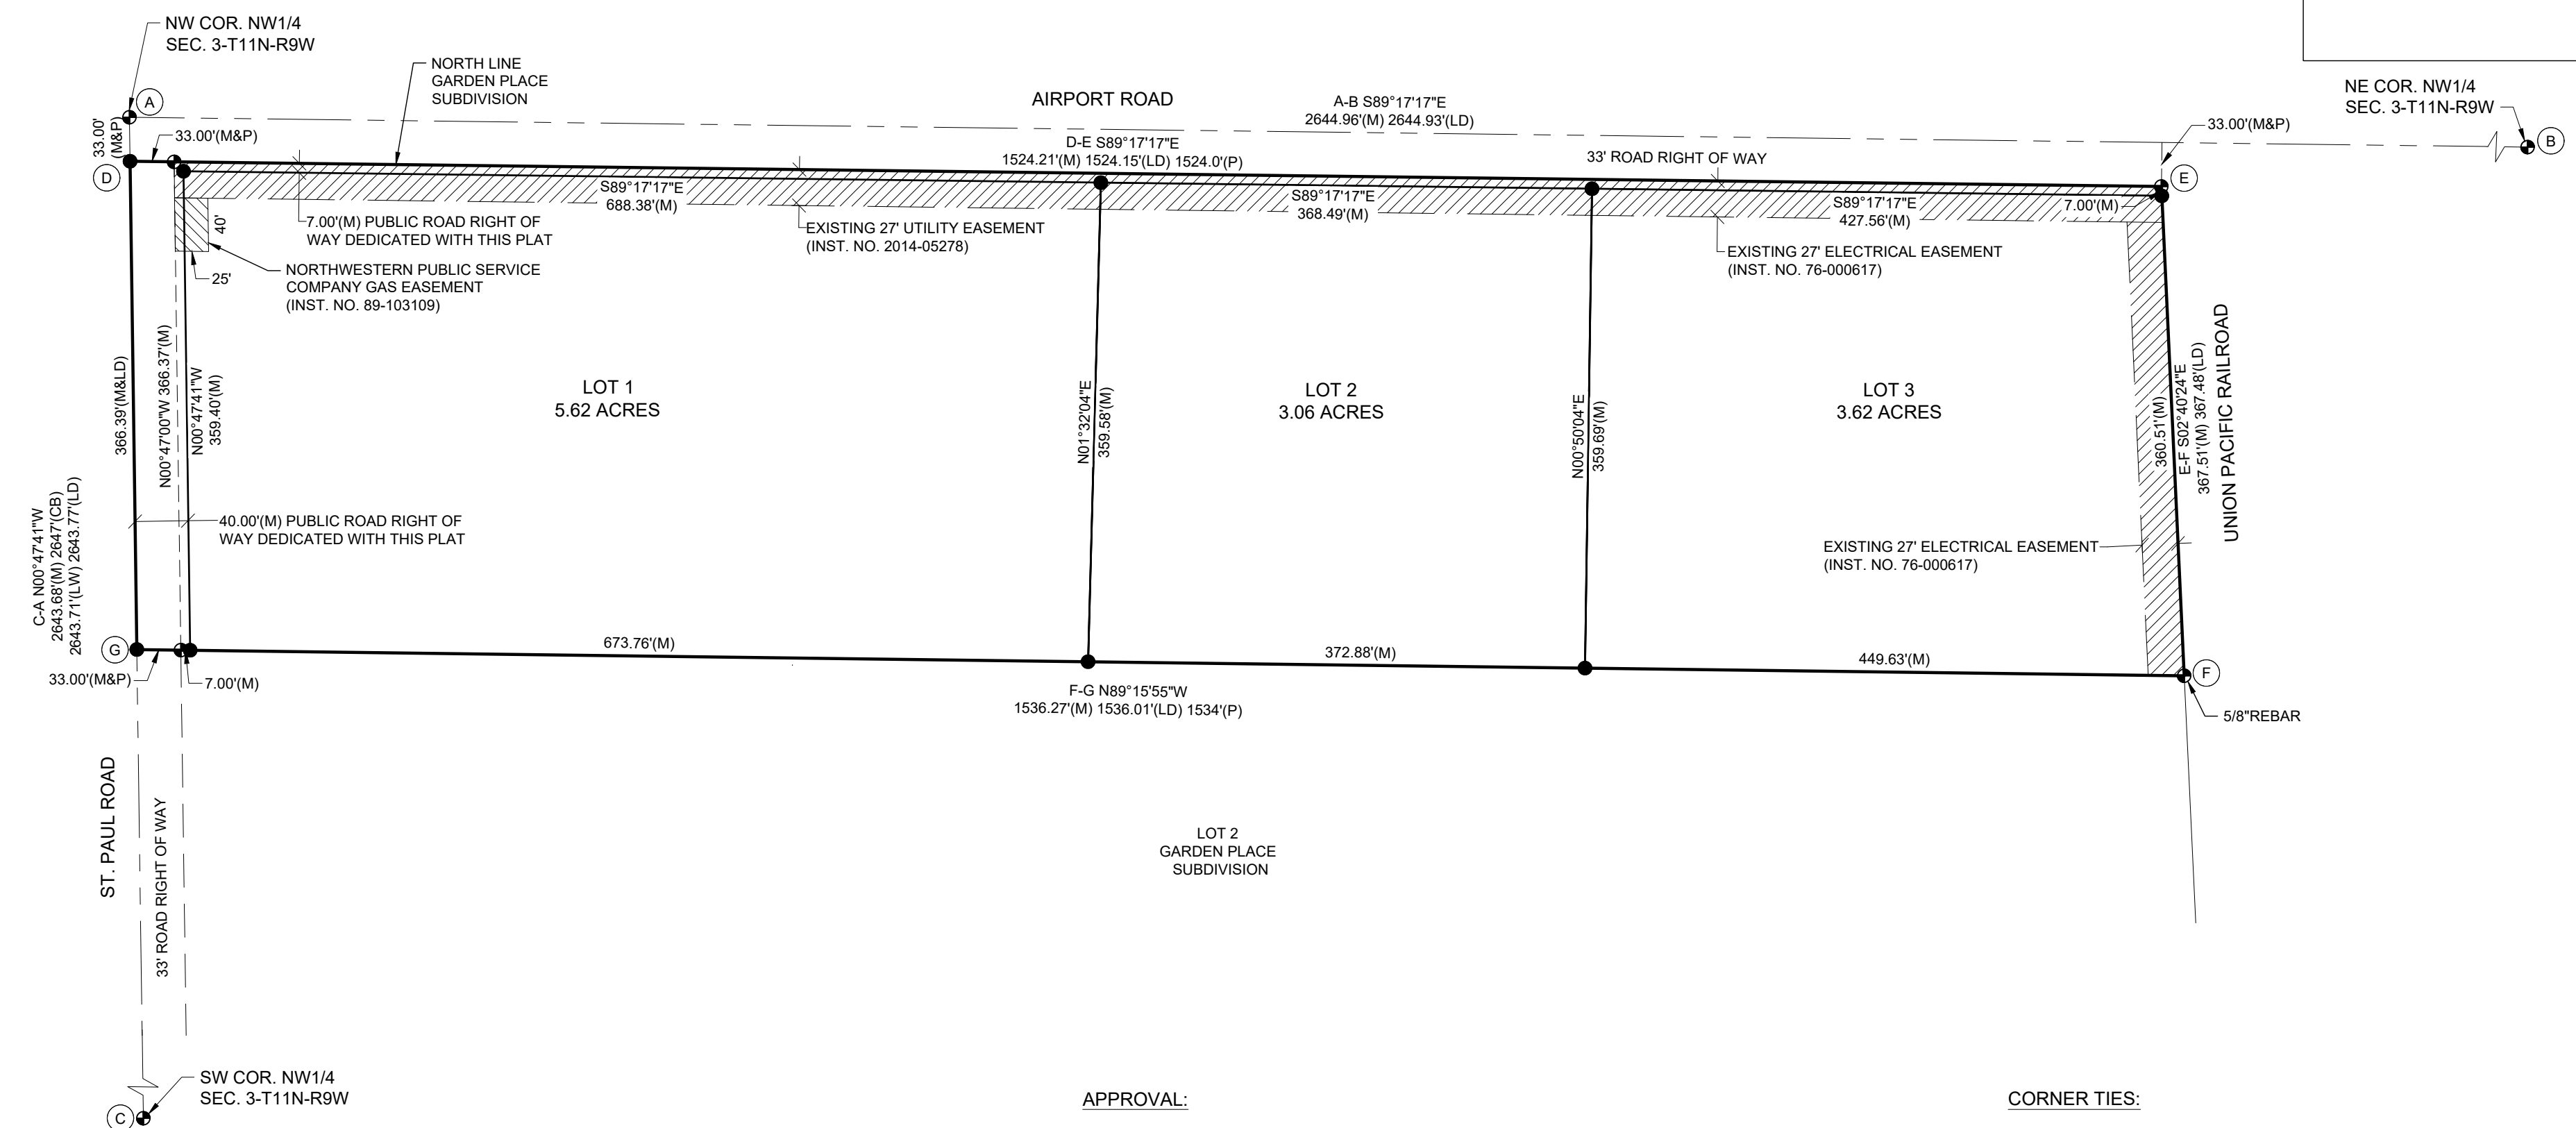 NW COR. NW1/4
SEC. 3-T11N-R9W
A
33.00'
(M&P)
33.00'(M&P)
NORTH LINE
GARDEN PLACE
SUBDIVISION
AIRPORT ROAD
A-B S89°17'17"E
2644.96'(M) 2644.93'(LD)
NE COR. NW1/4
SEC. 3-T11N-R9W
B
33.00'(M&P)
D
D-E S89°17'17"E
1524.21'(M) 1524.15'(LD) 1524.0'(P)
33' ROAD RIGHT OF WAY
E
S89°17'17"E
688.38'(M)
S89°17'17"E
368.49'(M)
S89°17'17"E
427.56'(M)
7.00'(M)
40'
7.00'(M) PUBLIC ROAD RIGHT OF
WAY DEDICATED WITH THIS PLAT
EXISTING 27' UTILITY EASEMENT
(INST. NO. 2014-05278)
EXISTING 27' ELECTRICAL EASEMENT
(INST. NO. 76-000617)
25'
NORTHWESTERN PUBLIC SERVICE
COMPANY GAS EASEMENT
(INST. NO. 89-103109)
366.39'(M&LD)
N00°47'00"W 366.37'(M)
N00°47'41"W
359.40'(M)
LOT 1
5.62 ACRES
N01°32'04"E
359.58'(M)
LOT 2
3.06 ACRES
N00°50'04"E
359.69'(M)
LOT 3
3.62 ACRES
360.51'(M)
E-F S02°40'24"E
367.51'(M) 367.48'(LD)
UNION PACIFIC RAILROAD
C-A N00°47'41"W
2643.68'(M) 2647'(CB)
2643.71'(LW) 2643.77'(LD)
40.00'(M) PUBLIC ROAD RIGHT OF
WAY DEDICATED WITH THIS PLAT
EXISTING 27' ELECTRICAL EASEMENT
(INST. NO. 76-000617)
G
33.00'(M&P)
7.00'(M)
673.76'(M)
372.88'(M)
449.63'(M)
F
F-G N89°15'55"W
1536.27'(M) 1536.01'(LD) 1534'(P)
5/8"REBAR
ST. PAUL ROAD
33' ROAD RIGHT OF WAY
LOT 2
GARDEN PLACE
SUBDIVISION
SW COR. NW1/4
SEC. 3-T11N-R9W
C
APPROVAL:
CORNER TIES: